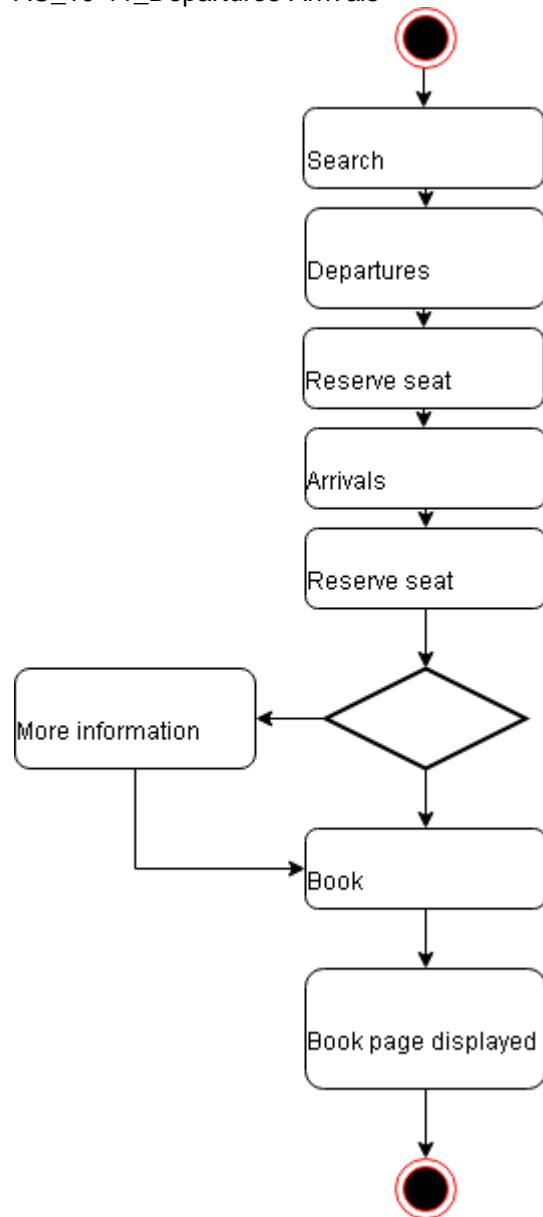 Search
Departures
Reserve seat
Arrivals
Reserve seat
More information
Book
Book page displayed